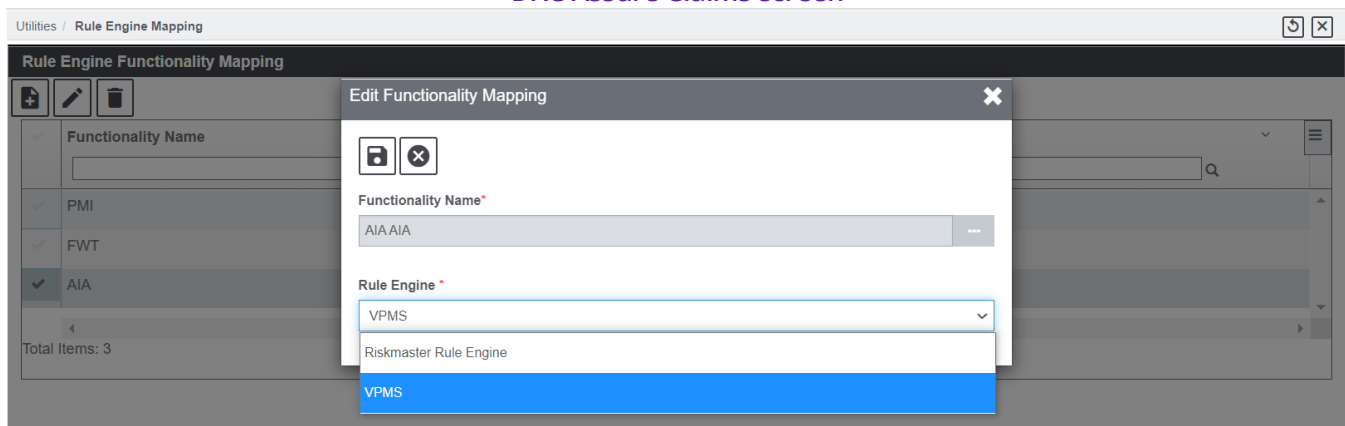 Utilities / Rule Engine Mapping
Rule Engine Functionality Mapping
Edit Functionality Mapping
Functionality Name
Functionality Name*
PMI
AIA AIA
FWT
AIA
Rule Engine *
VPMS
Total Items: 3
Riskmaster Rule Engine
VPMS